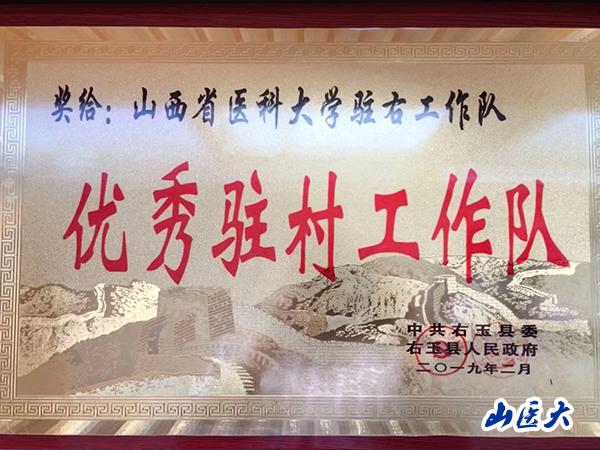 奖给：山西省医科大学驻右工作队
优秀驻村工作队
中共右玉县委
右玉县人民政府
二〇一九年二月
山医大